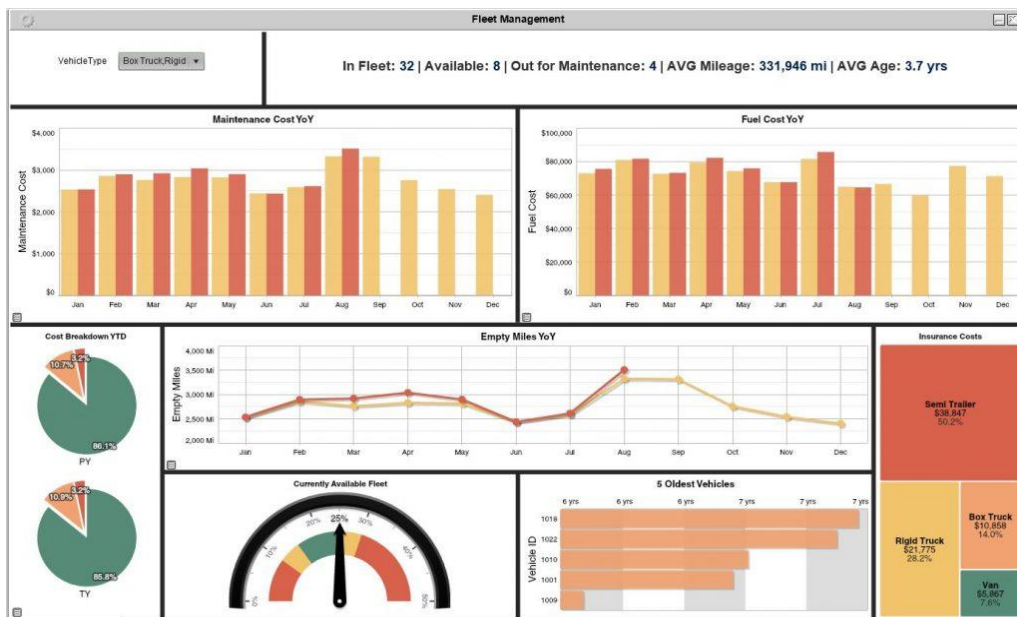 Fleet Management
VehicleType
Box Truck,Rigid
In Fleet: 32 | Available: 8 | Out for Maintenance: 4 | AVG Mileage: 331,946 mi | AVG Age: 3.7 yrs
Maintenance Cost YoY
Maintenance Cost
$4,000
$3,000
$2,000
$1,000
$0
Jan Feb Mar Apr May Jun Jul Aug Sep Oct Nov Dec
Fuel Cost YoY
Fuel Cost
$100,000
$80,000
$60,000
$40,000
$20,000
$0
Jan Feb Mar Apr May Jun Jul Aug Sep Oct Nov Dec
Cost Breakdown YTD
10.7% 3.2%
86.1%
PY
10.9% 3.2%
85.8%
TY
Empty Miles YoY
Empty Miles
4,000 Mi
3,500 Mi
3,000 Mi
2,500 Mi
2,000 Mi
Jan Feb Mar Apr May Jun Jul Aug Sep Oct Nov Dec
Currently Available Fleet
0% 10% 20% 25% 30% 40% 50%
5 Oldest Vehicles
6 yrs 6 yrs 6 yrs 7 yrs 7 yrs 7 yrs
Vehicle ID
1018
1022
1010
1001
1009
Insurance Costs
Semi Trailer
$38,847
50.2%
Rigid Truck
$21,775
28.2%
Box Truck
$10,858
14.0%
Van
$5,867
7.6%